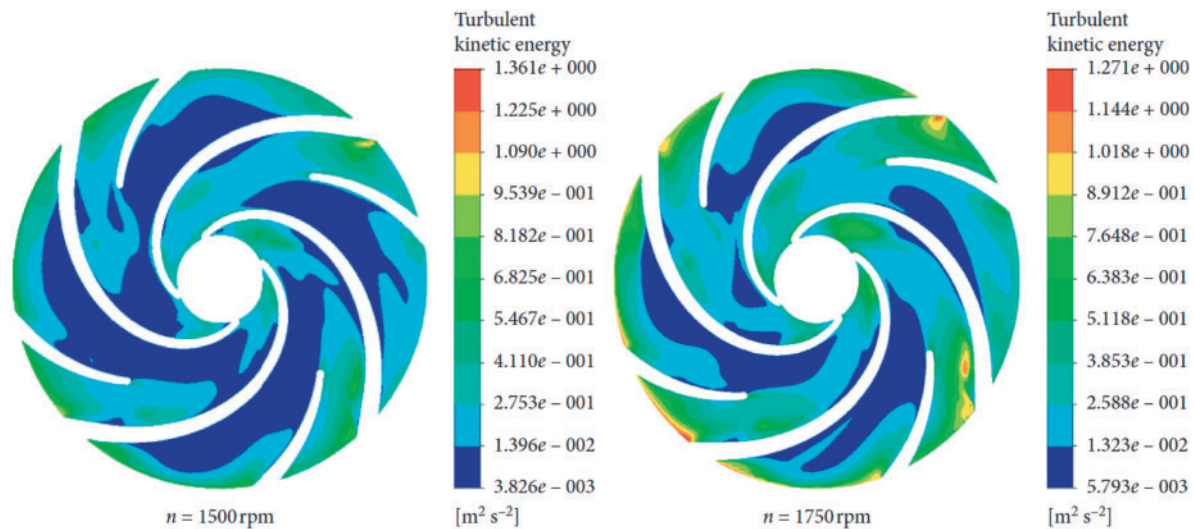 Turbulent
kinetic energy
1.361e + 000
1.225e + 000
1.090e + 000
9.539e – 001
8.182e – 001
6.825e – 001
5.467e – 001
4.110e – 001
2.753e – 001
1.396e – 002
3.826e – 003
[m² s⁻²]
n = 1500 rpm
Turbulent
kinetic energy
1.271e + 000
1.144e + 000
1.018e + 000
8.912e – 001
7.648e – 001
6.383e – 001
5.118e – 001
3.853e – 001
2.588e – 001
1.323e – 002
5.793e – 003
[m² s⁻²]
n = 1750 rpm